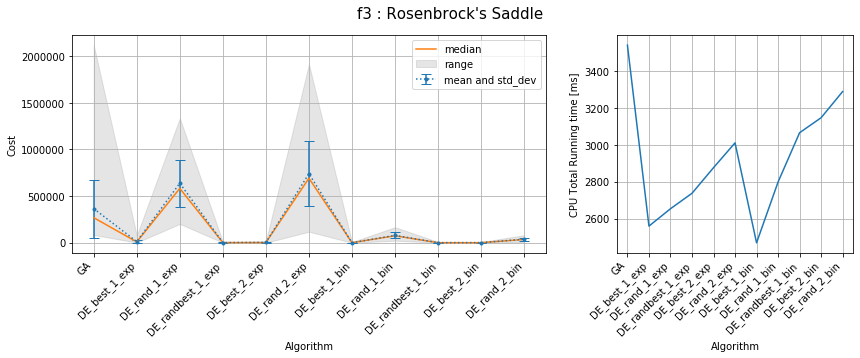 f3 : Rosenbrock's Saddle
Cost
2000000
1500000
1000000
500000
0
median
range
mean and std_dev
GA
DE_best_1_exp
DE_rand_1_exp
DE_randbest_1_exp
DE_best_2_exp
DE_rand_2_exp
DE_best_1_bin
DE_rand_1_bin
DE_randbest_1_bin
DE_best_2_bin
DE_rand_2_bin
Algorithm
CPU Total Running time [ms]
3400
3200
3000
2800
2600
GA
DE_best_1_exp
DE_rand_1_exp
DE_randbest_1_exp
DE_best_2_exp
DE_rand_2_exp
DE_best_1_bin
DE_rand_1_bin
DE_randbest_1_bin
DE_best_2_bin
DE_rand_2_bin
Algorithm